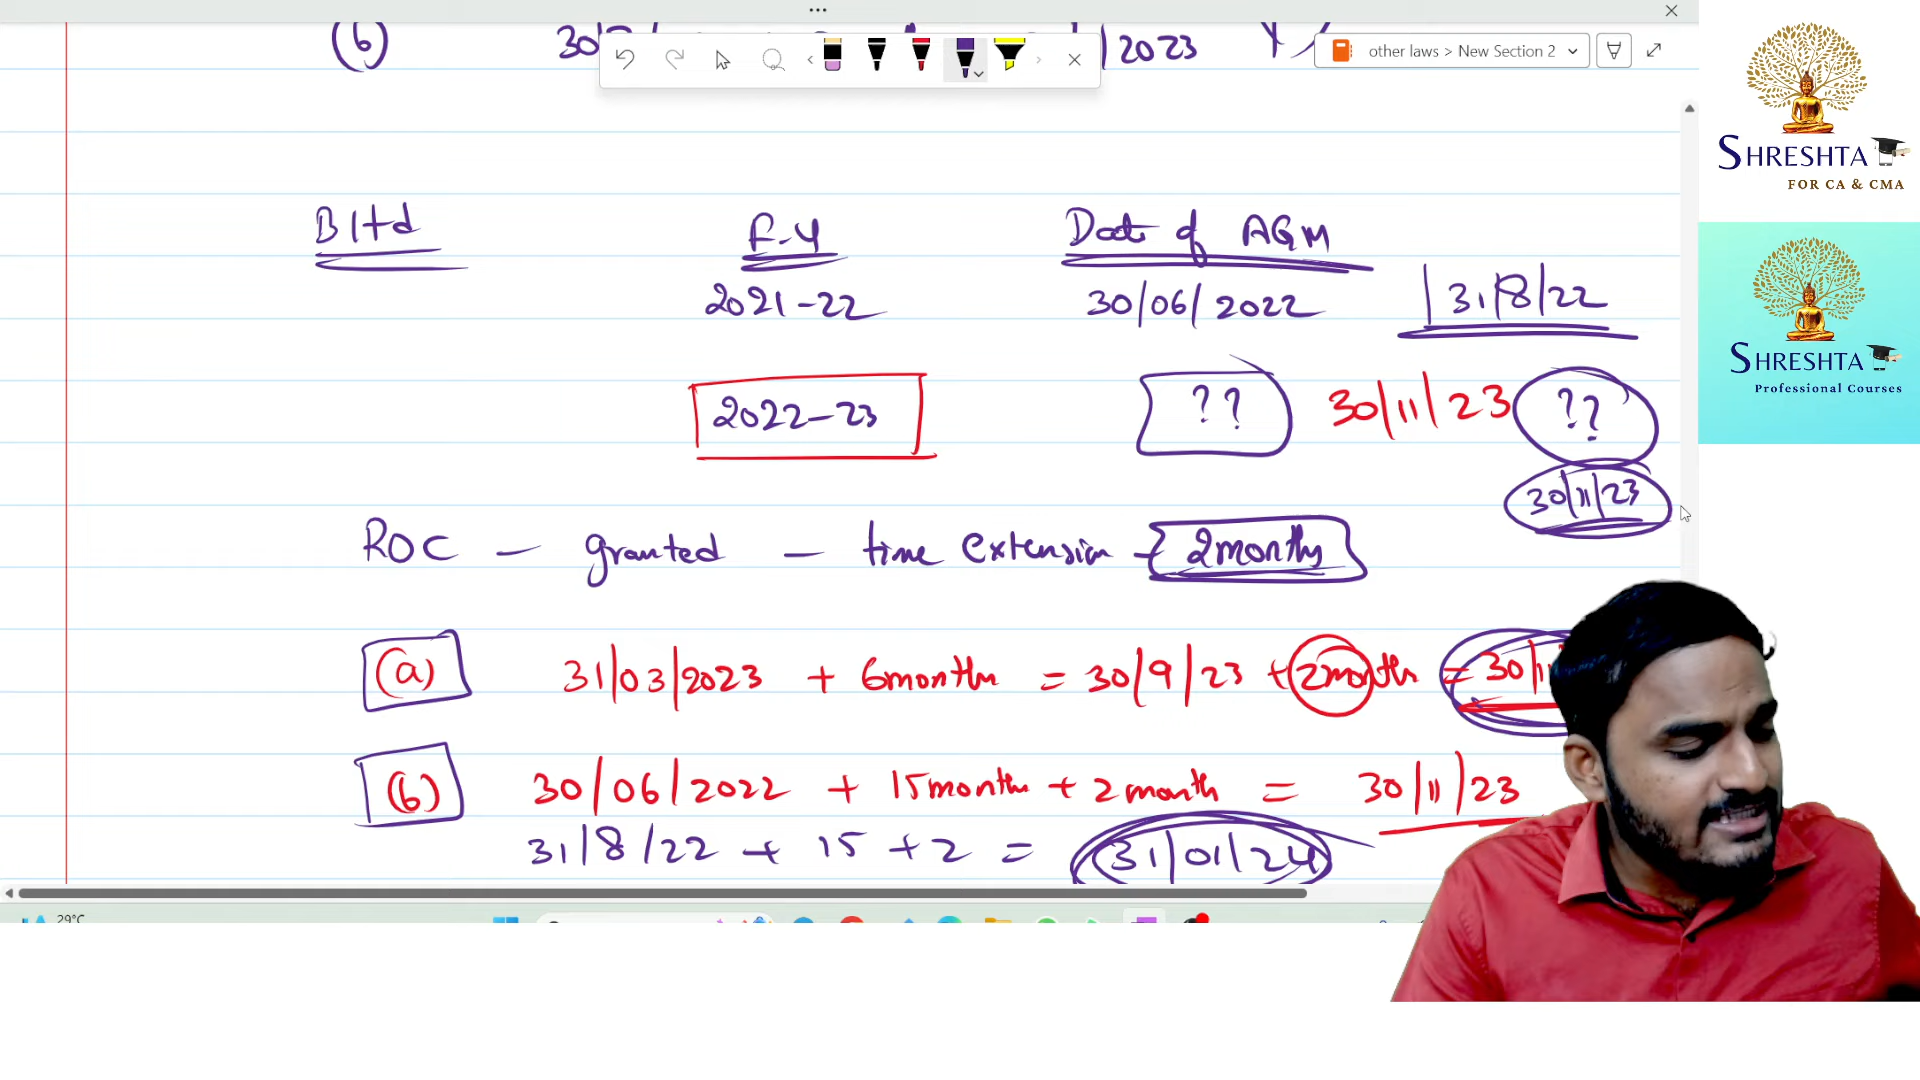 (b) 2023
other laws > New Section 2
SHRESHTA
FOR CA & CMA
B ltd F-Y Date of AGM
2021-22 30/06/2022 31/8/22
2022-23 ?? 30/11/23 ??
30/11/23
SHRESHTA
Professional Courses
ROC - granted - time extension - 2 months
(a) 31/03/2023 + 6 months = 30/9/23 + 2 months = 30/11
(b) 30/06/2022 + 15 months + 2 month = 30/11/23
31/8/22 + 15 + 2 = 31/01/24
29°C